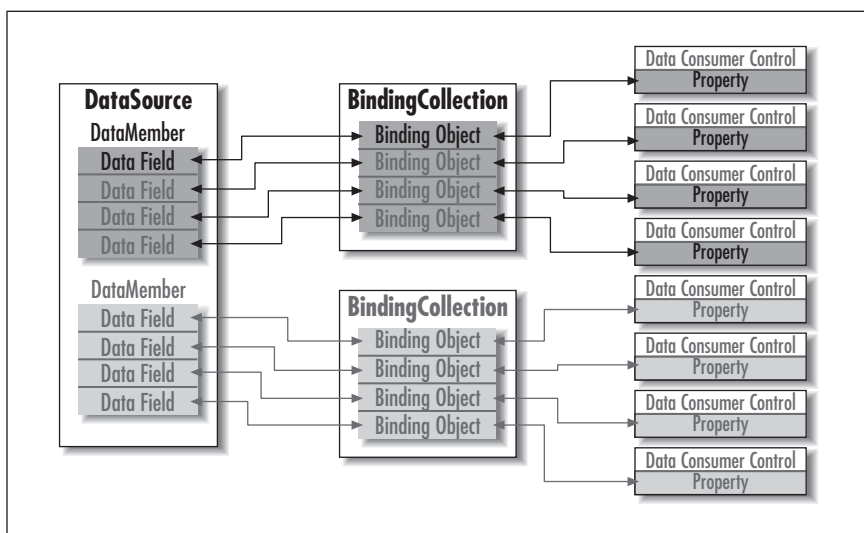 DataSource
DataMember
Data Field
Data Field
Data Field
Data Field
DataMember
Data Field
Data Field
Data Field
Data Field
BindingCollection
Binding Object
Binding Object
Binding Object
Binding Object
BindingCollection
Binding Object
Binding Object
Binding Object
Binding Object
Data Consumer Control
Property
Data Consumer Control
Property
Data Consumer Control
Property
Data Consumer Control
Property
Data Consumer Control
Property
Data Consumer Control
Property
Data Consumer Control
Property
Data Consumer Control
Property